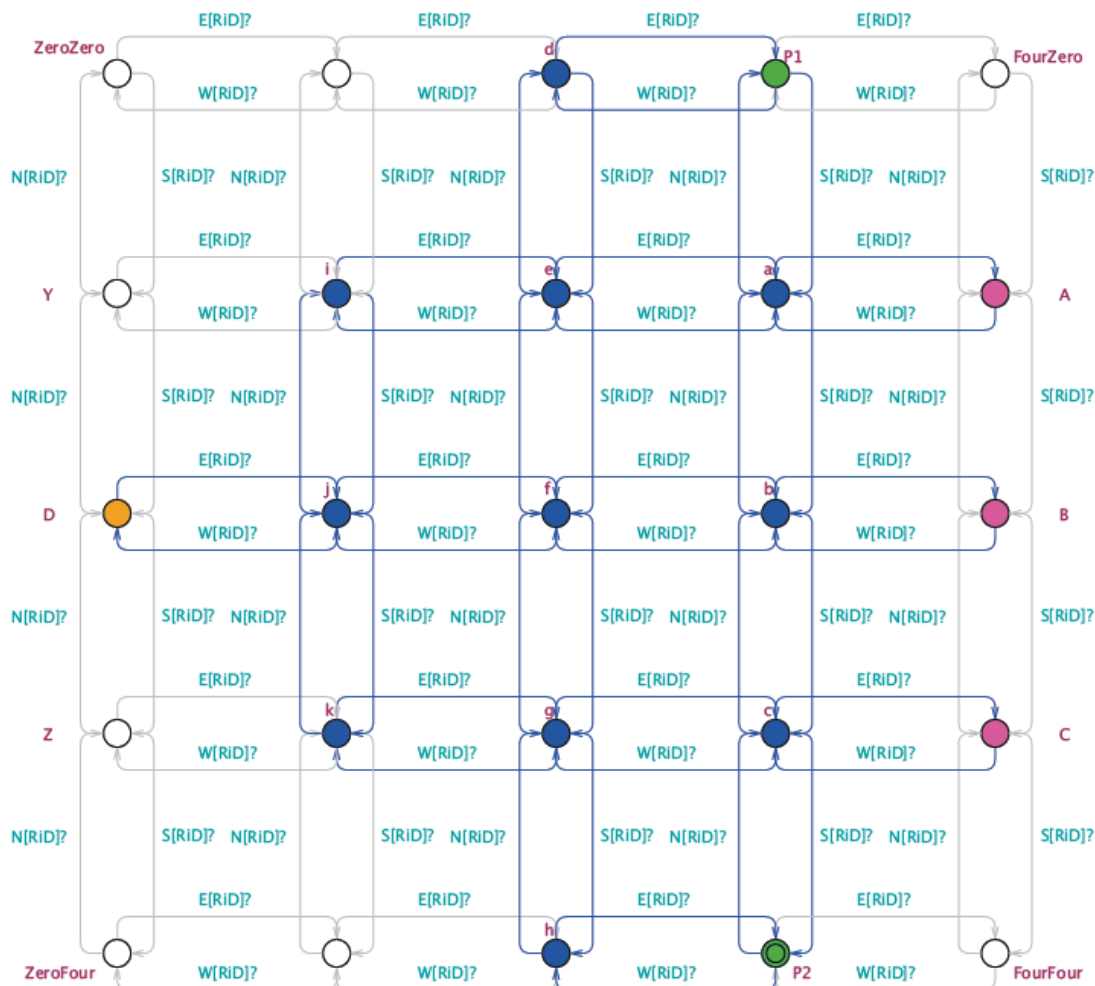 E[RiD]? E[RiD]? E[RiD]? E[RiD]?
ZeroZero d P1 FourZero
W[RiD]? W[RiD]? W[RiD]? W[RiD]?
N[RiD]? S[RiD]? N[RiD]? S[RiD]? N[RiD]? S[RiD]? N[RiD]? S[RiD]? N[RiD]? S[RiD]?
E[RiD]? E[RiD]? E[RiD]? E[RiD]?
Y i e a A
W[RiD]? W[RiD]? W[RiD]? W[RiD]?
N[RiD]? S[RiD]? N[RiD]? S[RiD]? N[RiD]? S[RiD]? N[RiD]? S[RiD]? N[RiD]? S[RiD]?
E[RiD]? E[RiD]? E[RiD]? E[RiD]?
D j f b B
W[RiD]? W[RiD]? W[RiD]? W[RiD]?
N[RiD]? S[RiD]? N[RiD]? S[RiD]? N[RiD]? S[RiD]? N[RiD]? S[RiD]? N[RiD]? S[RiD]?
E[RiD]? E[RiD]? E[RiD]? E[RiD]?
Z k g c C
W[RiD]? W[RiD]? W[RiD]? W[RiD]?
N[RiD]? S[RiD]? N[RiD]? S[RiD]? N[RiD]? S[RiD]? N[RiD]? S[RiD]? N[RiD]? S[RiD]?
E[RiD]? E[RiD]? E[RiD]? E[RiD]?
h
ZeroFour W[RiD]? W[RiD]? W[RiD]? P2 W[RiD]? FourFour